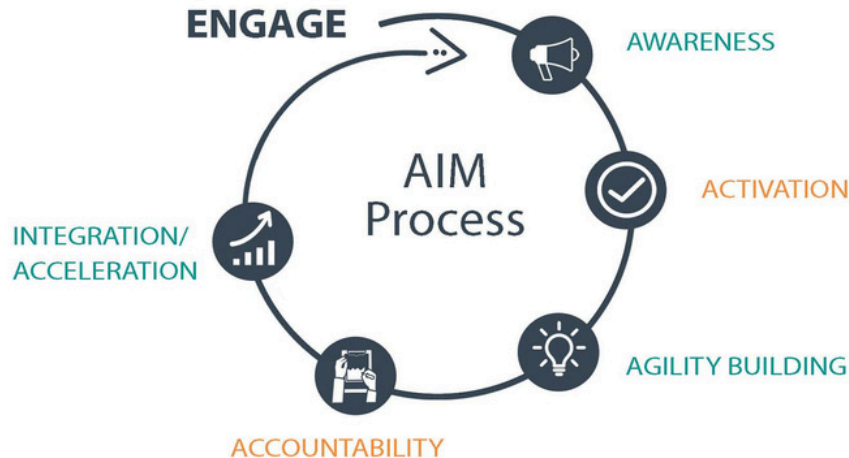 ENGAGE
AWARENESS
AIM
Process
ACTIVATION
INTEGRATION/
ACCELERATION
AGILITY BUILDING
ACCOUNTABILITY